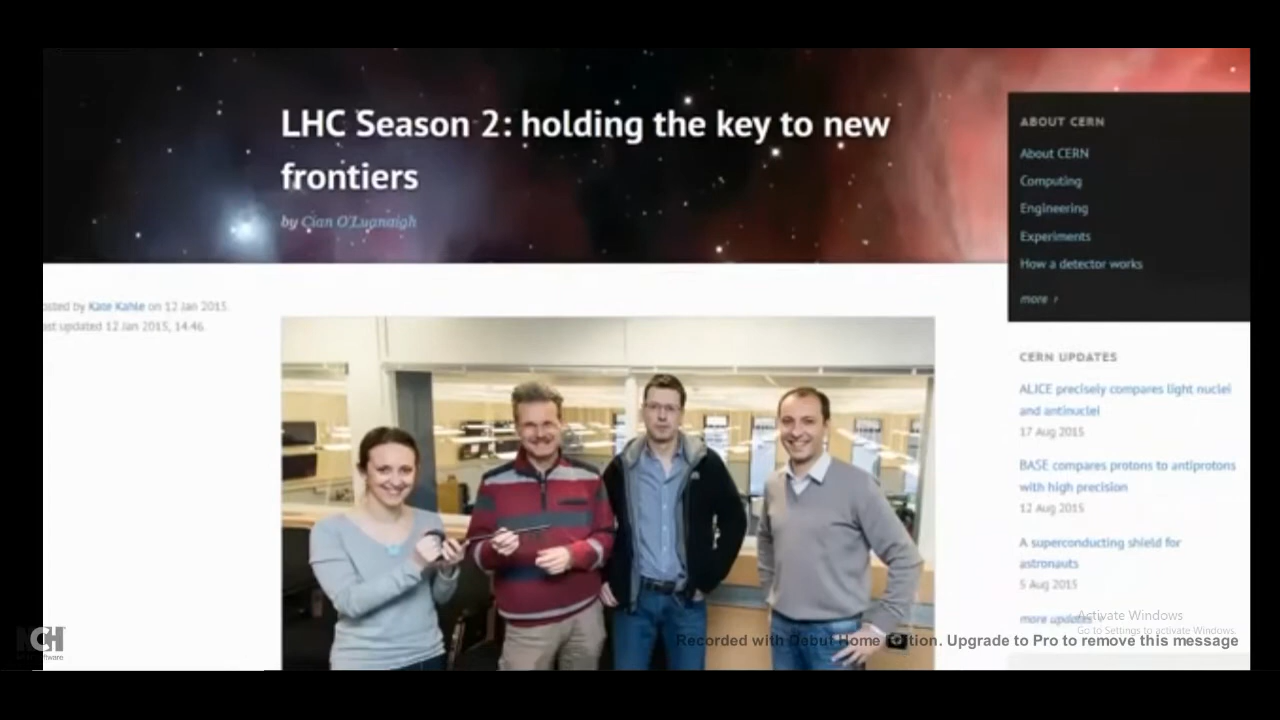 LHC Season 2: holding the key to new
frontiers
by Cian O'Luanaigh
osted by Kate Kahle on 12 Jan 2015.
ast updated 12 Jan 2015, 14.46.
ABOUT CERN
About CERN
Computing
Engineering
Experiments
How a detector works
more ›
CERN UPDATES
ALICE precisely compares light nuclei
and antinuclei
17 Aug 2015
BASE compares protons to antiprotons
with high precision
12 Aug 2015
A superconducting shield for
astronauts
5 Aug 2015
more updates ›
Activate Windows
Go to Settings to activate Windows.
Recorded with Debut Home Edition. Upgrade to Pro to remove this message
NCH